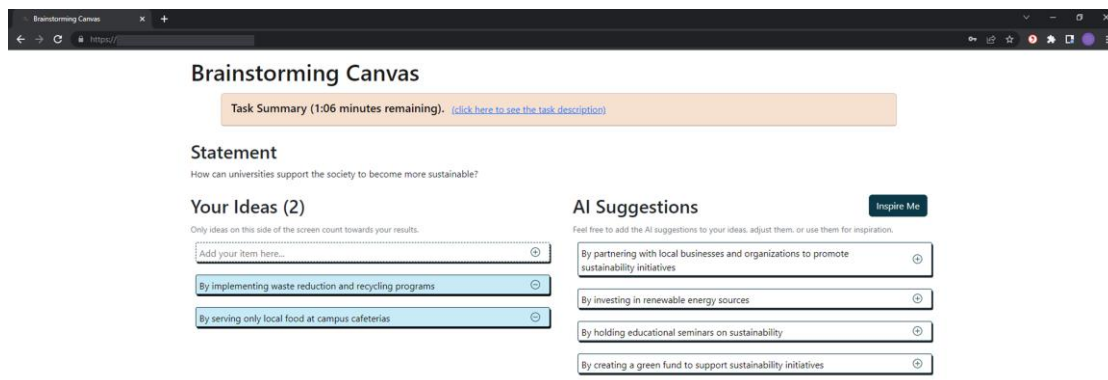 Brainstorming Canvas
https://
Brainstorming Canvas
Task Summary (1:06 minutes remaining). (click here to see the task description)
Statement
How can universities support the society to become more sustainable?
Your Ideas (2)
Only ideas on this side of the screen count towards your results.
Add your item here...
By implementing waste reduction and recycling programs
By serving only local food at campus cafeterias
AI Suggestions
Inspire Me
Feel free to add the AI suggestions to your ideas, adjust them, or use them for inspiration.
By partnering with local businesses and organizations to promote
sustainability initiatives
By investing in renewable energy sources
By holding educational seminars on sustainability
By creating a green fund to support sustainability initiatives